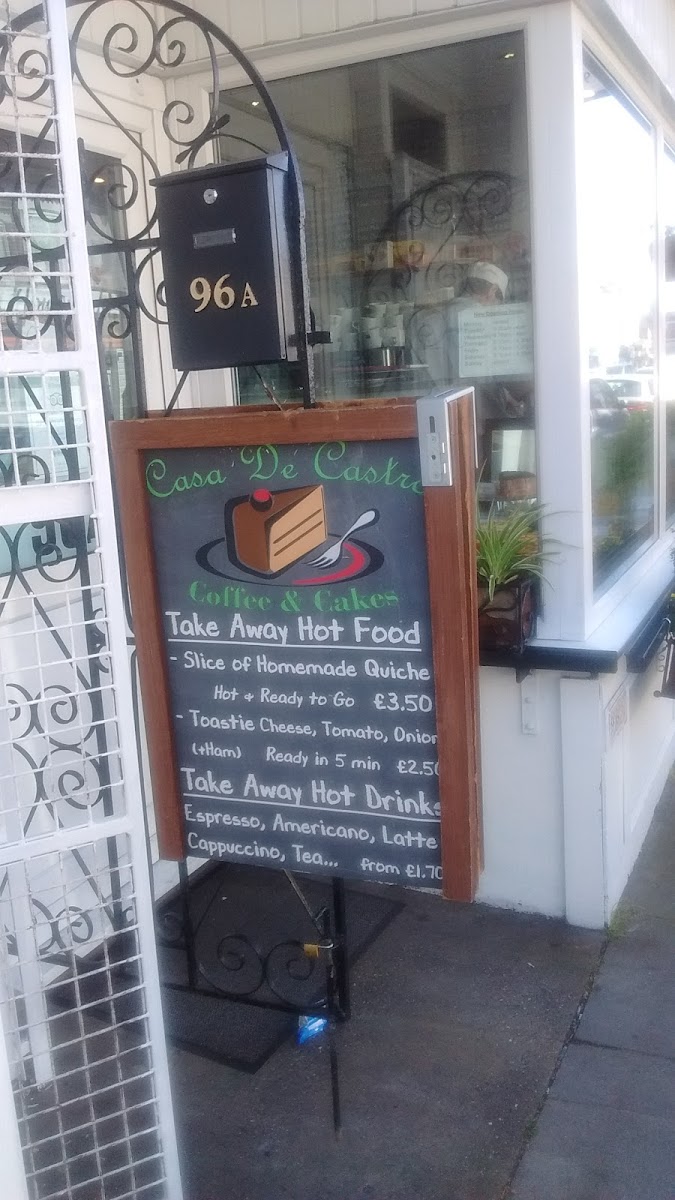 96A
Casa De Castro
Coffee & Cakes
Take Away Hot Food
- Slice of Homemade Quiche
Hot + Ready to Go £3.50
- Toastie Cheese, Tomato, Onion
(+Ham) Ready in 5 min £2.50
Take Away Hot Drinks
Espresso, Americano, Latte
Cappuccino, Tea... from £1.70